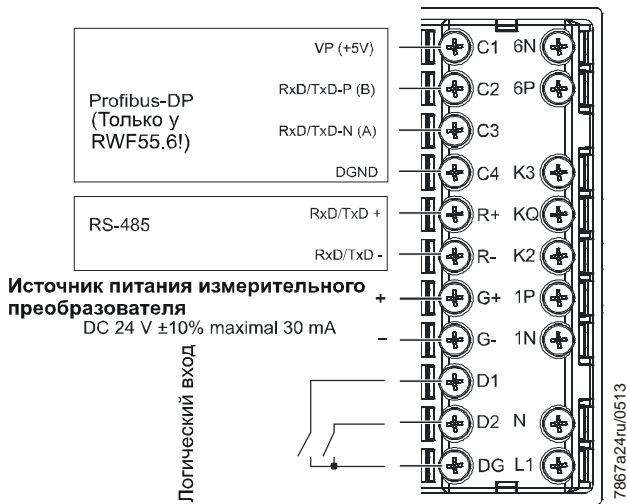 VP (+5V)
C1 6N
RxD/TxD-P (B)
C2 6P
Profibus-DP
(Только у
RWF55.6!)
RxD/TxD-N (A)
C3
DGND
C4 K3
RS-485
RxD/TxD +
R+ KQ
RxD/TxD -
R- K2
Источник питания измерительного
преобразователя
+
G+ 1P
DC 24 V ±10% maximal 30 mA
–
G- 1N
Логический вход
D1
D2 N
DG L1
7867a24ru/0513